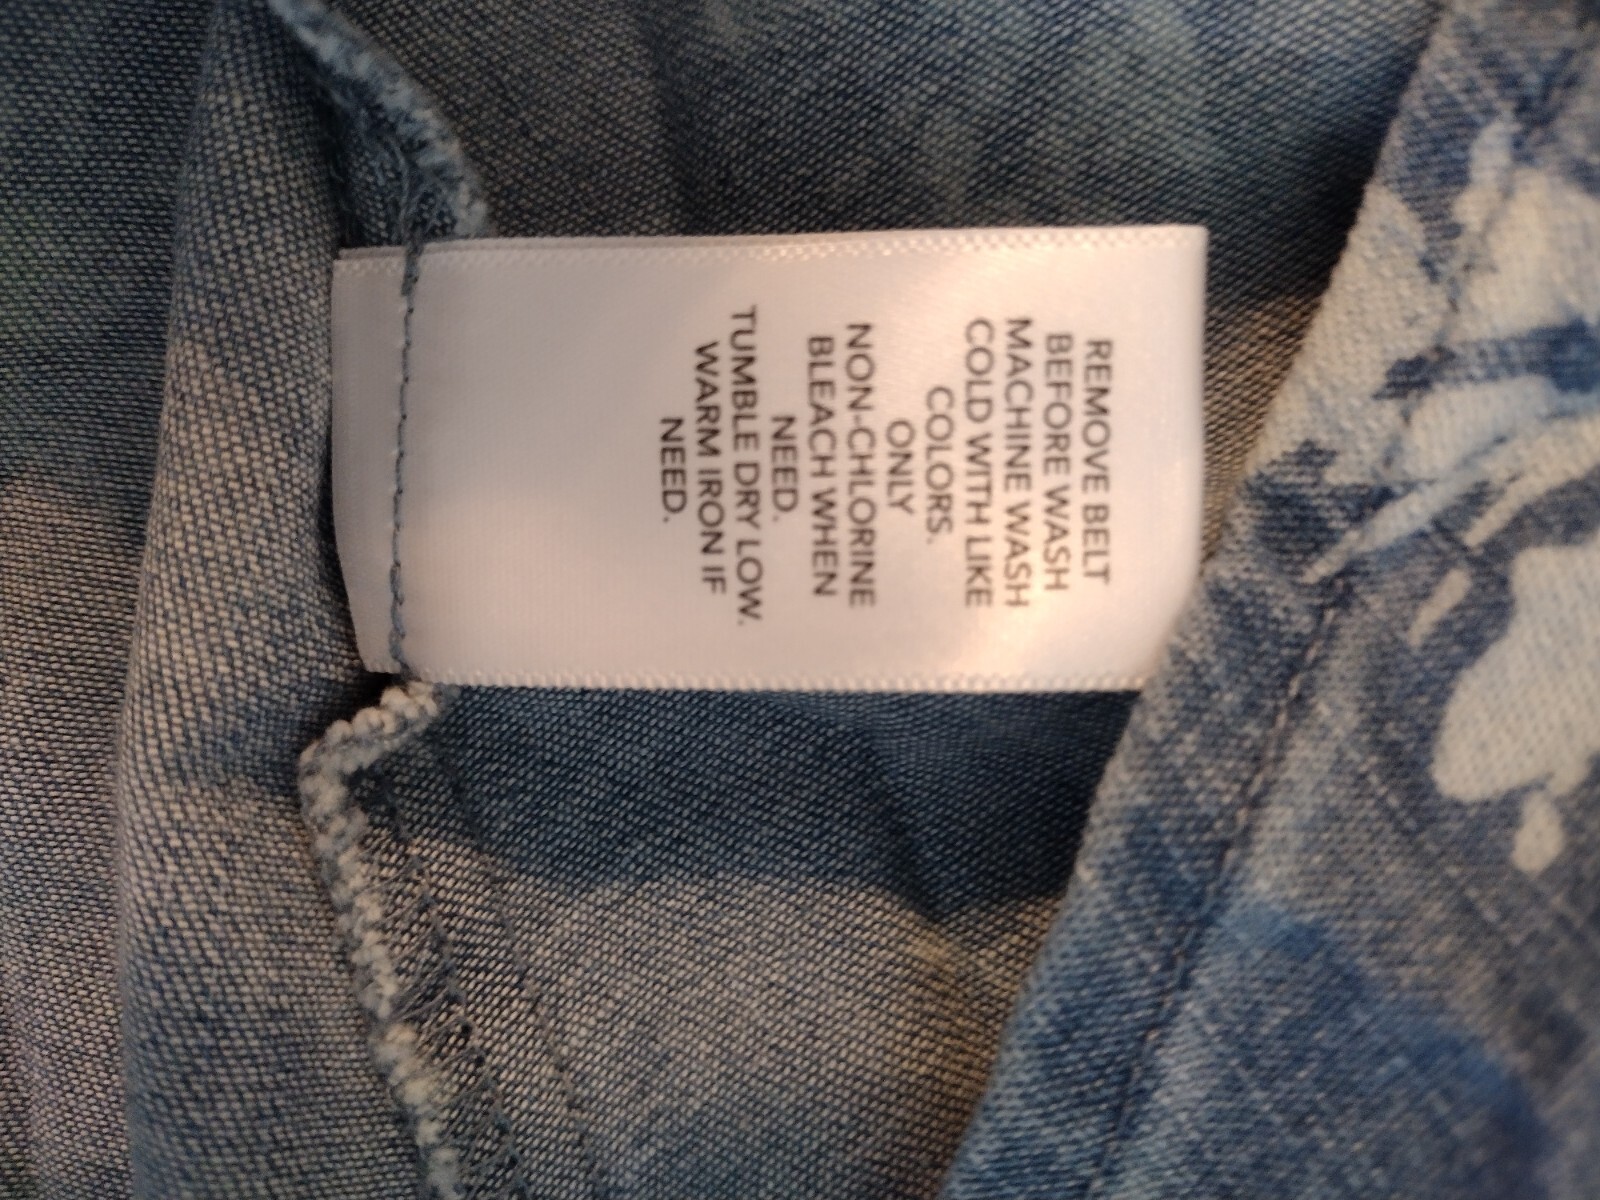 REMOVE BELT
BEFORE WASH
MACHINE WASH
COLD WITH LIKE
COLORS.
ONLY
NON-CHLORINE
BLEACH WHEN
NEED.
TUMBLE DRY LOW.
WARM IRON IF
NEED.